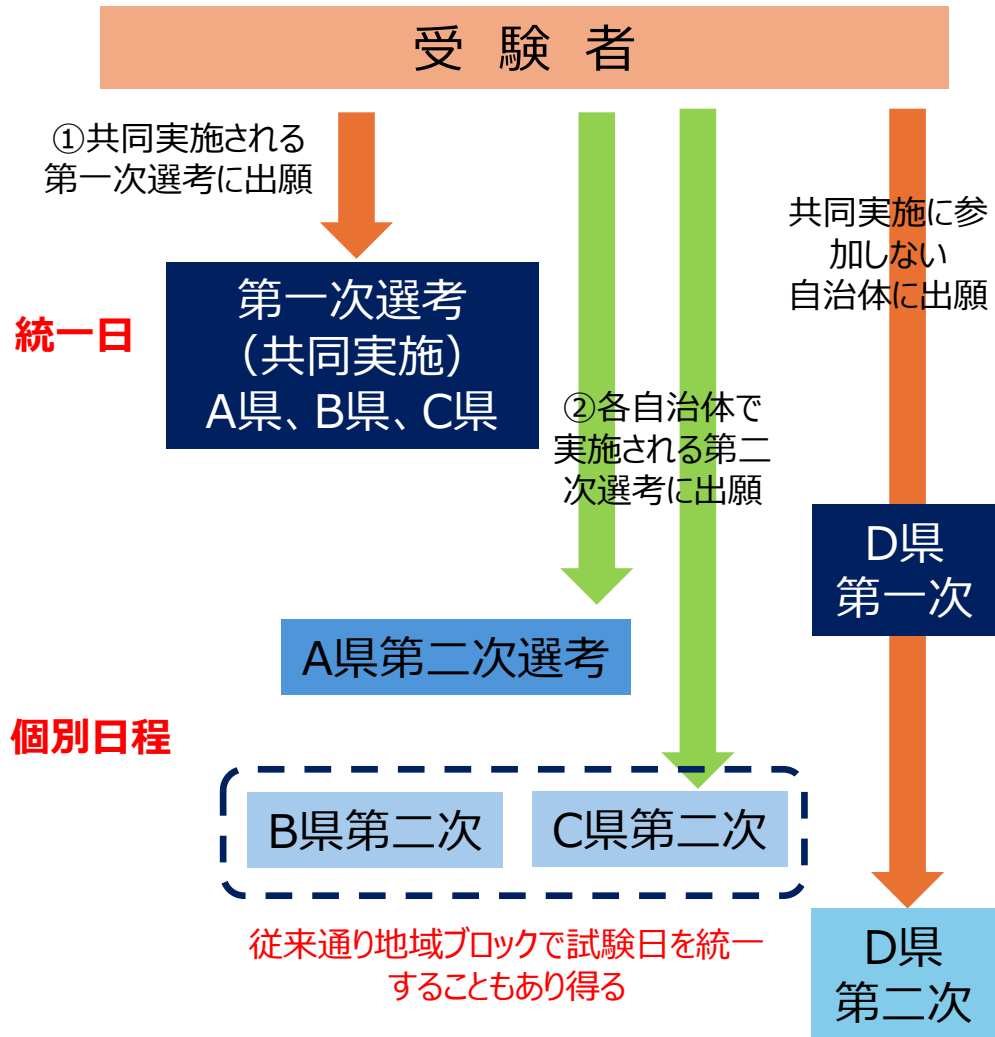 受 験 者
①共同実施される
第一次選考に出願
共同実施に参
加しない
自治体に出願
統一日
第一次選考
（共同実施）
A県、B県、C県
②各自治体で
実施される第二
次選考に出願
D県
第一次
A県第二次選考
個別日程
B県第二次
C県第二次
従来通り地域ブロックで試験日を統一
することもあり得る
D県
第二次